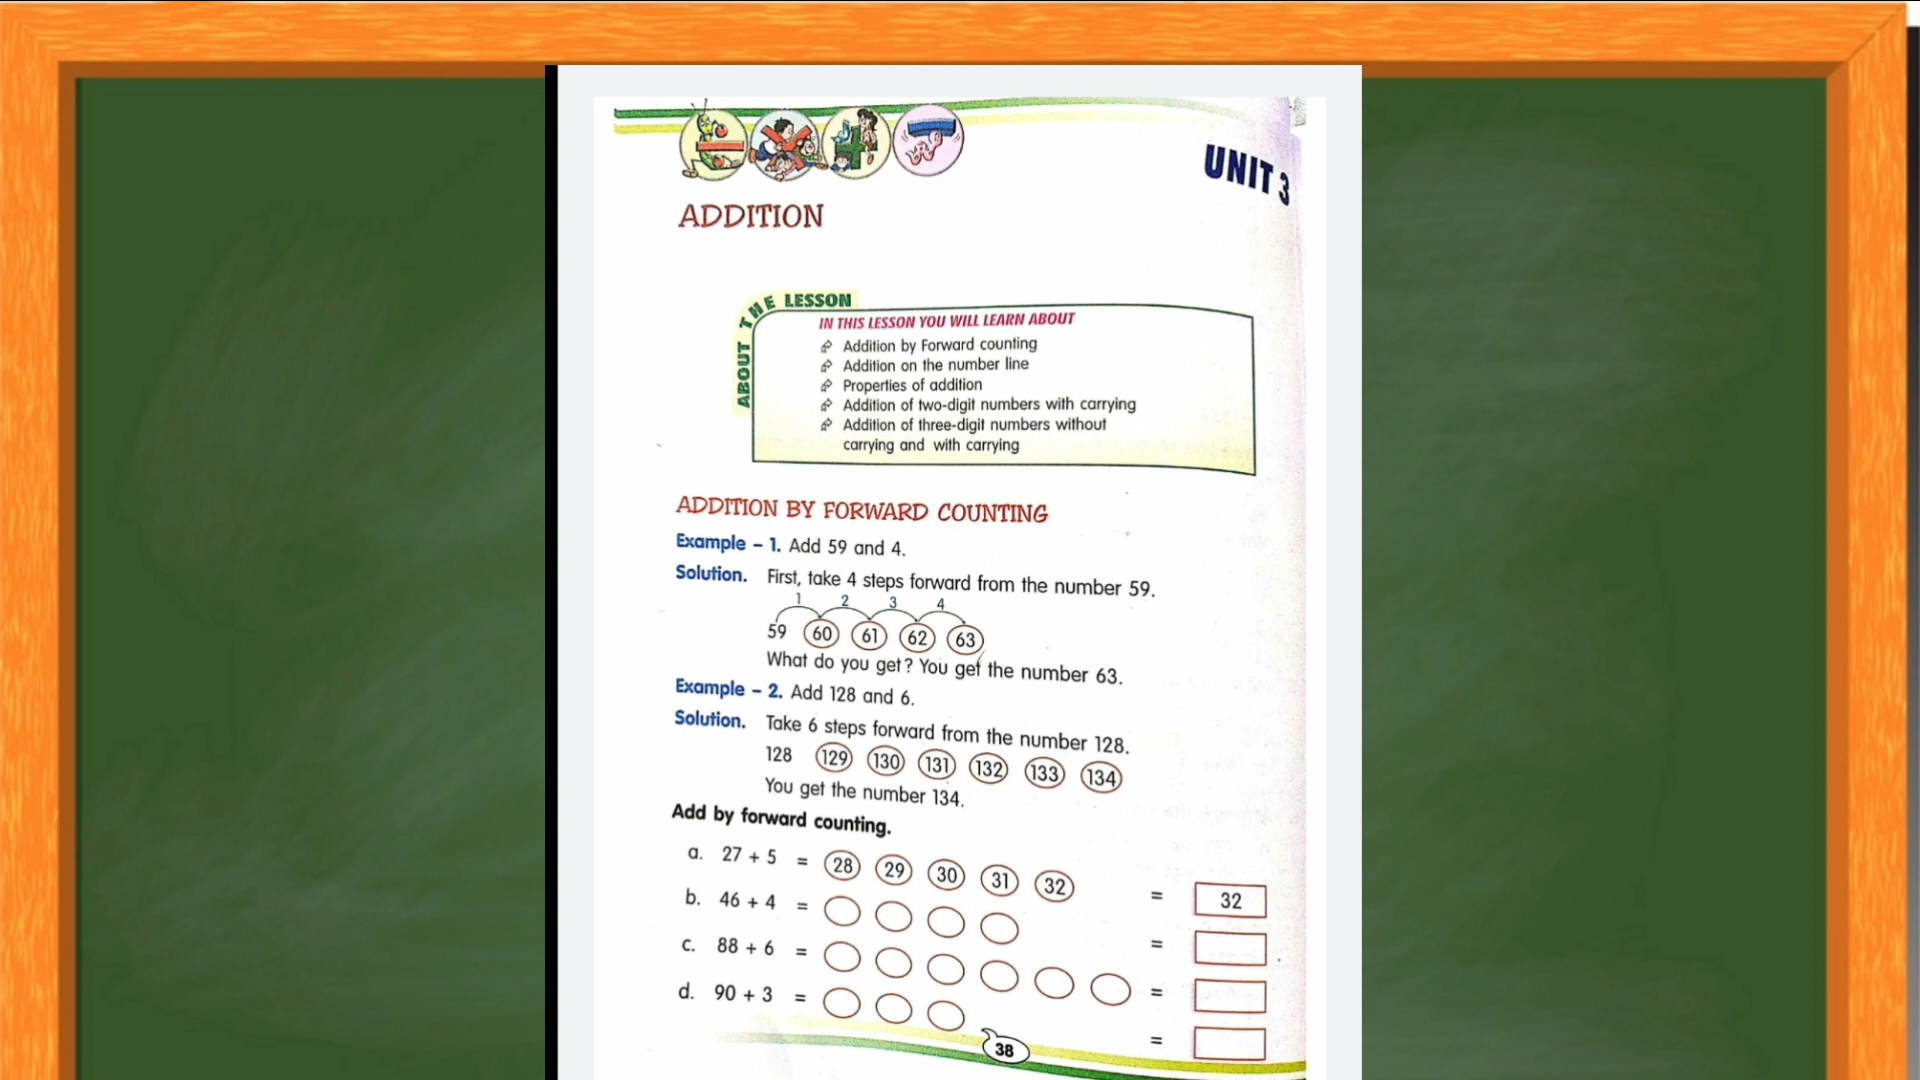 UNIT 3
ADDITION
ABOUT THE LESSON
IN THIS LESSON YOU WILL LEARN ABOUT
Addition by Forward counting
Addition on the number line
Properties of addition
Addition of two-digit numbers with carrying
Addition of three-digit numbers without
carrying and with carrying
ADDITION BY FORWARD COUNTING
Example – 1. Add 59 and 4.
Solution. First, take 4 steps forward from the number 59.
1 2 3 4
59 60 61 62 63
What do you get? You get the number 63.
Example – 2. Add 128 and 6.
Solution. Take 6 steps forward from the number 128.
128 129 130 131 132 133 134
You get the number 134.
Add by forward counting.
a. 27 + 5 = 28 29 30 31 32 = 32
b. 46 + 4 = =
c. 88 + 6 = =
d. 90 + 3 = =
38